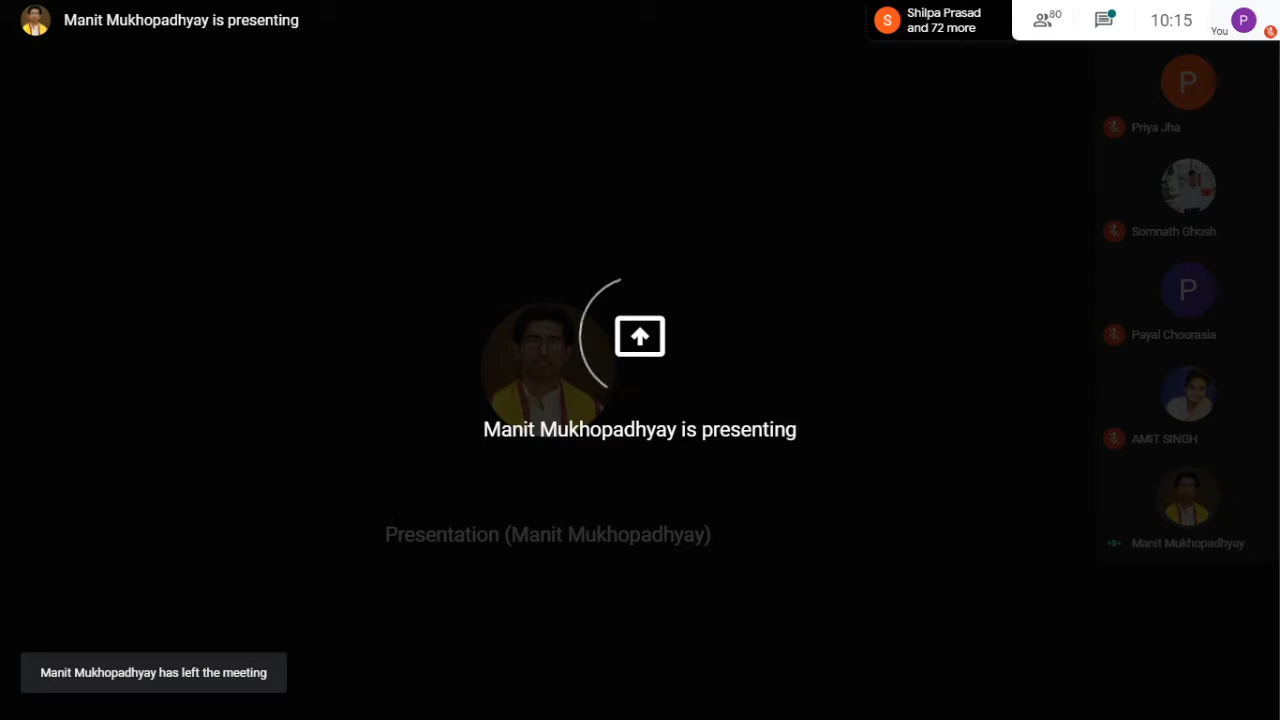 Manit Mukhopadhyay is presenting
S
Shilpa Prasad
and 72 more
80
10:15
You
P
P
Priya Jha
Somnath Ghosh
P
Payal Chourasia
AMIT SINGH
Manit Mukhopadhyay
Manit Mukhopadhyay is presenting
Presentation (Manit Mukhopadhyay)
Manit Mukhopadhyay has left the meeting